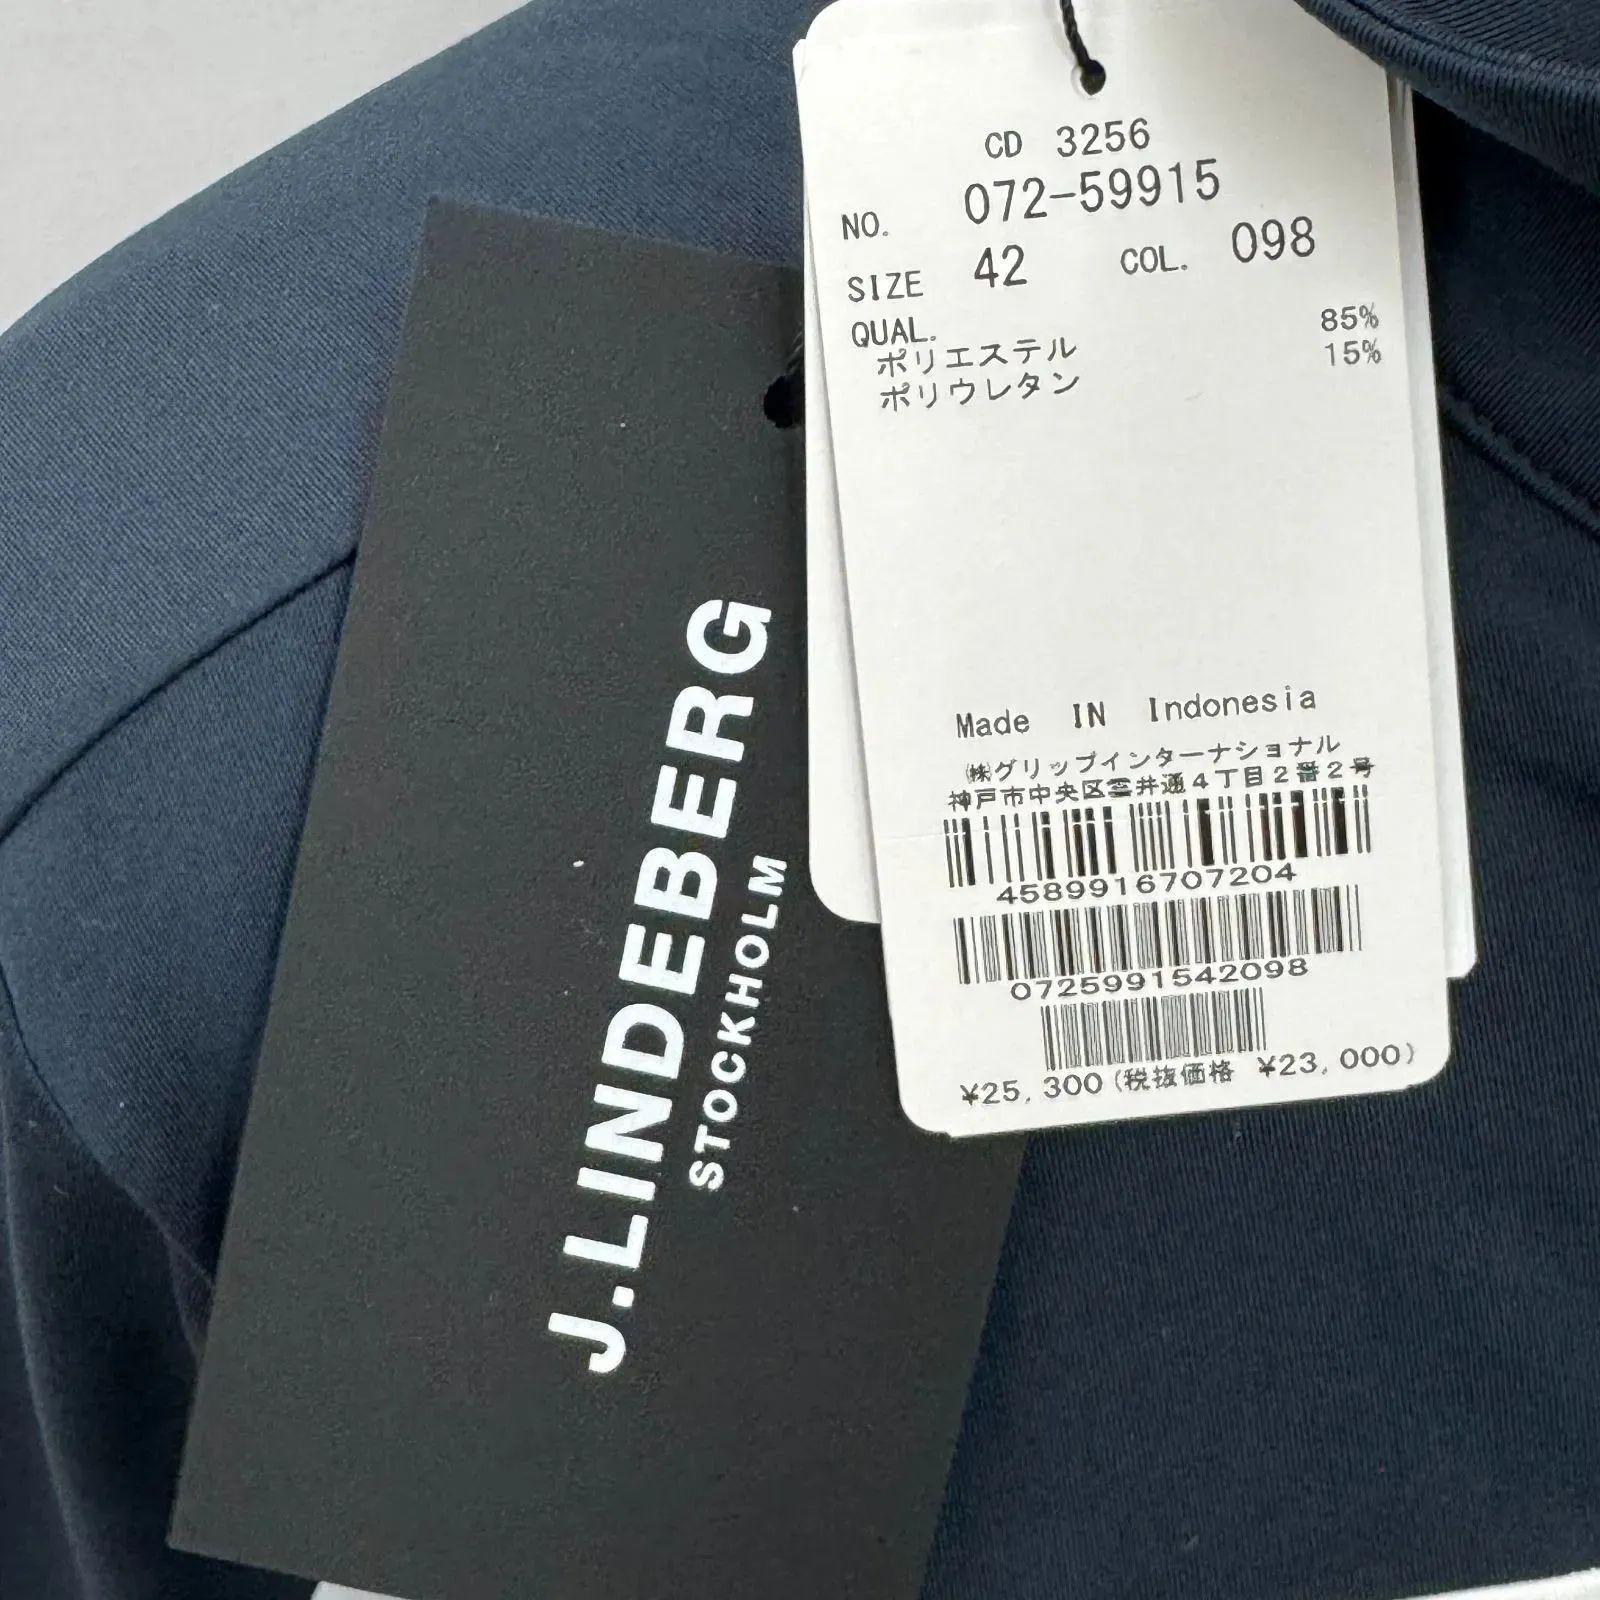 CD 3256
NO. 072-59915
SIZE 42 COL. 098
QUAL.
ポリエステル 85%
ポリウレタン 15%
Made IN Indonesia
㈱グリップインターナショナル
神戸市中央区雲井通4丁目2番2号
4589916707204
0725991542098
¥25,300(税抜価格 ¥23,000)
J.LINDEBERG
STOCKHOLM